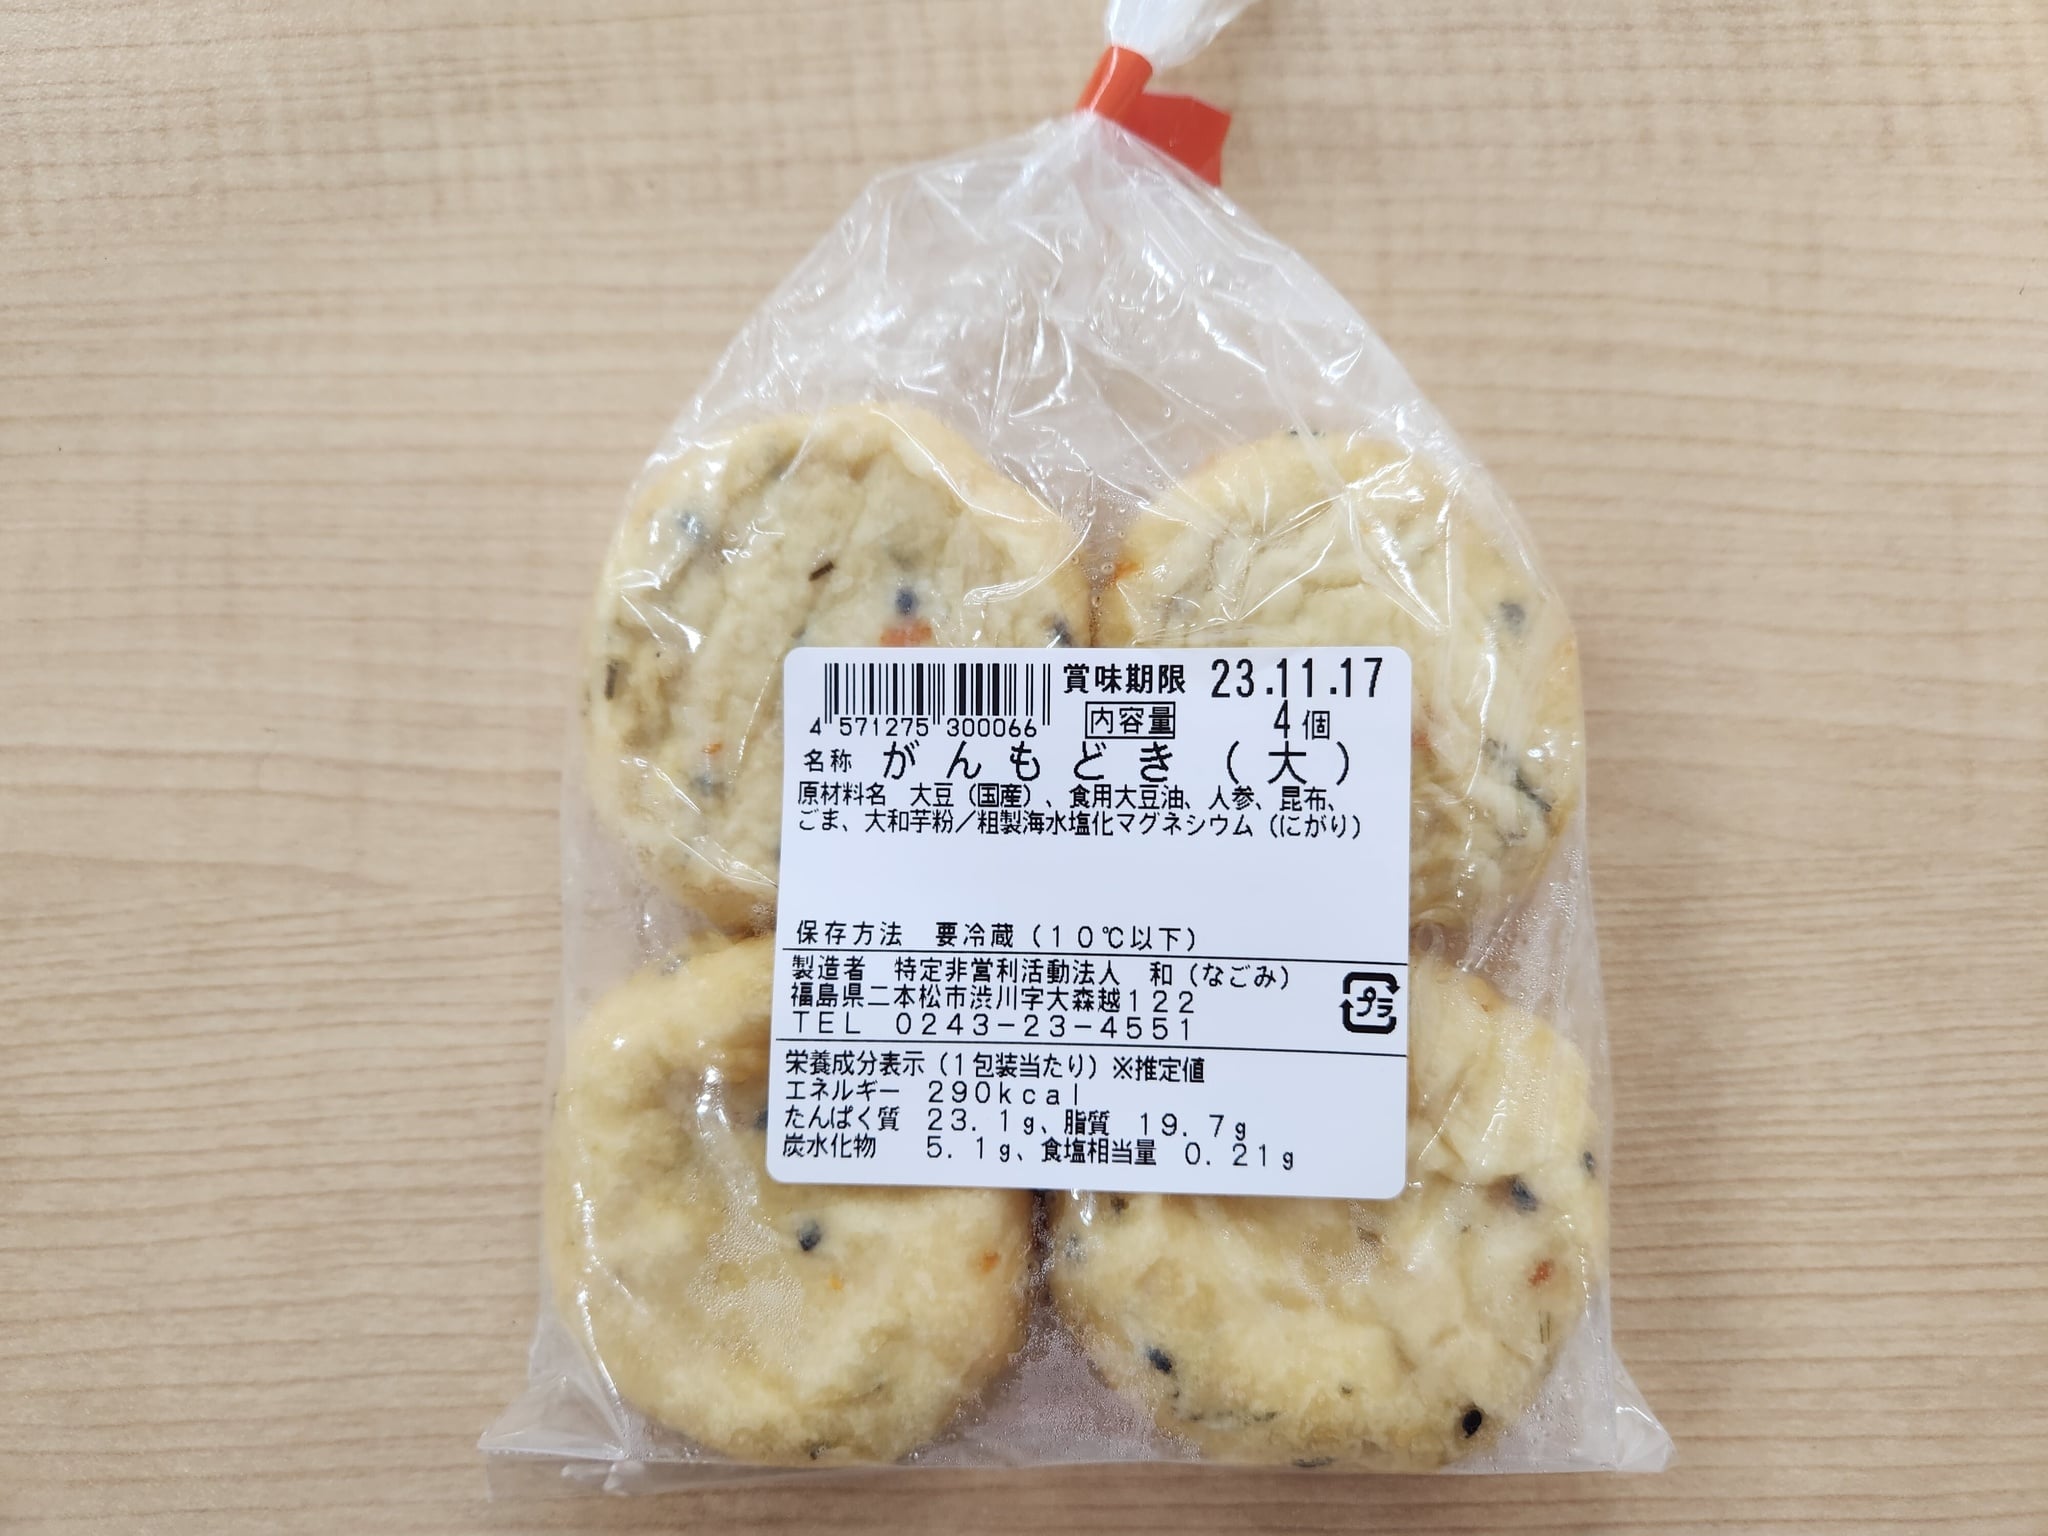 賞味期限 23.11.17
4 571275 300066
内容量 4個
名称 がんもどき（大）
原材料名 大豆（国産）、食用大豆油、人参、昆布、
ごま、大和芋粉／粗製海水塩化マグネシウム（にがり）
保存方法 要冷蔵（10℃以下）
製造者 特定非営利活動法人 和（なごみ）
福島県二本松市渋川字大森越122
TEL 0243-23-4551
プラ
栄養成分表示（1包装当たり）※推定値
エネルギー 290kcal
たんぱく質 23.1g、脂質 19.7g
炭水化物 5.1g、食塩相当量 0.21g